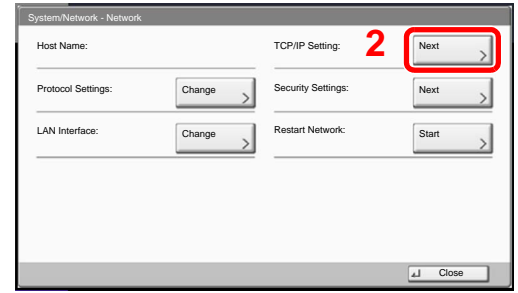 System/Network - Network
Host Name:
TCP/IP Setting:
2
Next
Protocol Settings:
Change
Security Settings:
Next
LAN Interface:
Change
Restart Network:
Start
Close